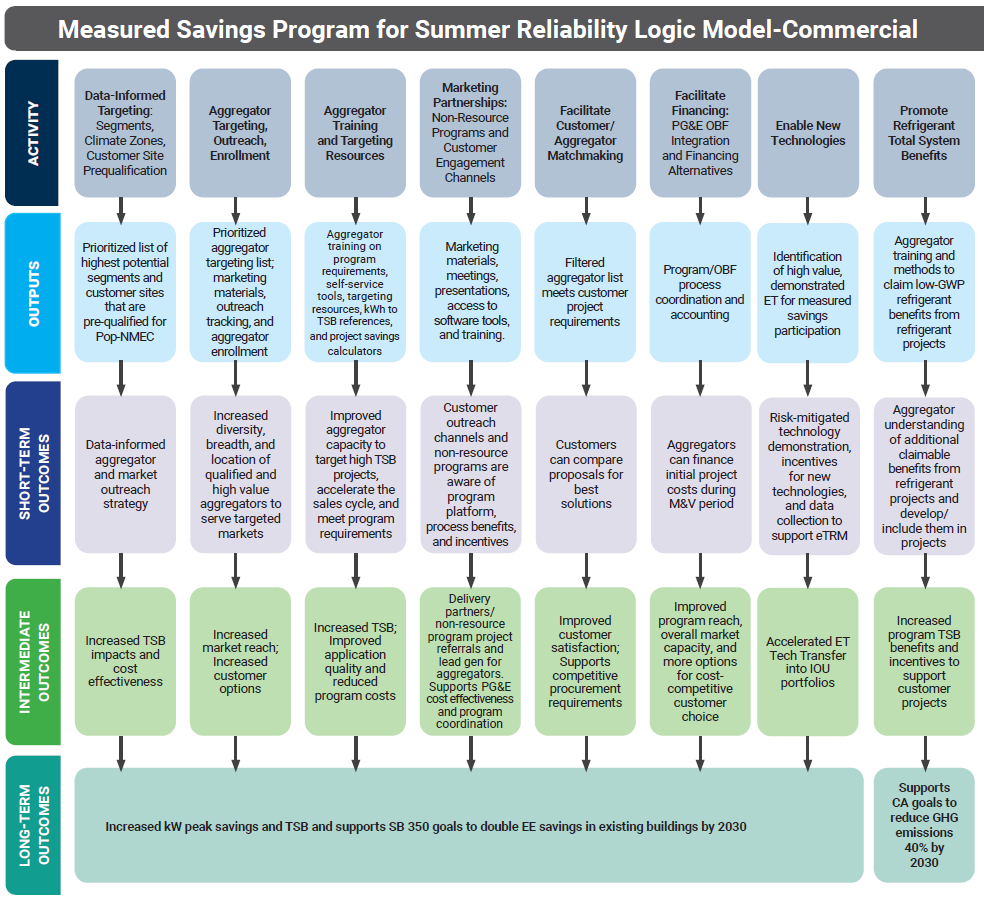 Measured Savings Program for Summer Reliability Logic Model-Commercial
ACTIVITY
Data-Informed
Targeting:
Segments,
Climate Zones,
Customer Site
Prequalification
Aggregator
Targeting,
Outreach,
Enrollment
Aggregator
Training
and Targeting
Resources
Marketing
Partnerships:
Non-Resource
Programs and
Customer
Engagement
Channels
Facilitate
Customer/
Aggregator
Matchmaking
Facilitate
Financing:
PG&E OBF
Integration
and Financing
Alternatives
Enable New
Technologies
Promote
Refrigerant
Total System
Benefits
OUTPUTS
Prioritized list of
highest potential
segments and
customer sites
that are
pre-qualified for
Pop-NMEC
Prioritized
aggregator
targeting list;
marketing
materials,
outreach
tracking, and
aggregator
enrollment
Aggregator
training on
program
requirements,
self-service
tools, targeting
resources, kWh to
TSB references,
and project savings
calculators
Marketing
materials,
meetings,
presentations,
access to
software tools,
and training.
Filtered
aggregator list
meets customer
project
requirements
Program/OBF
process
coordination and
accounting
Identification
of high value,
demonstrated
ET for measured
savings
participation
Aggregator
training and
methods to
claim low-GWP
refrigerant
benefits from
refrigerant
projects
SHORT-TERM
OUTCOMES
Data-informed
aggregator
and market
outreach
strategy
Increased
diversity,
breadth, and
location of
qualified and
high value
aggregators to
serve targeted
markets
Improved
aggregator
capacity to
target high TSB
projects,
accelerate the
sales cycle, and
meet program
requirements
Customer
outreach
channels and
non-resource
programs are
aware of
program
platform,
process benefits,
and incentives
Customers
can compare
proposals for
best
solutions
Aggregators
can finance
initial project
costs during
M&V period
Risk-mitigated
technology
demonstration,
incentives
for new
technologies,
and data
collection to
support eTRM
Aggregator
understanding
of additional
claimable
benefits from
refrigerant
projects and
develop/
include them in
projects
INTERMEDIATE
OUTCOMES
Increased TSB
impacts and
cost
effectiveness
Increased
market reach;
Increased
customer
options
Increased TSB;
Improved
application
quality and
reduced
program costs
Delivery
partners/
non-resource
program project
referrals and
lead gen for
aggregators.
Supports PG&E
cost effectiveness
and program
coordination
Improved
customer
satisfaction;
Supports
competitive
procurement
requirements
Improved
program reach,
overall market
capacity, and
more options
for cost-
competitive
customer
choice
Accelerated ET
Tech Transfer
into IOU
portfolios
Increased
program TSB
benefits and
incentives to
support
customer
projects
LONG-TERM
OUTCOMES
Increased kW peak savings and TSB and supports SB 350 goals to double EE savings in existing buildings by 2030
Supports
CA goals to
reduce GHG
emissions
40% by
2030